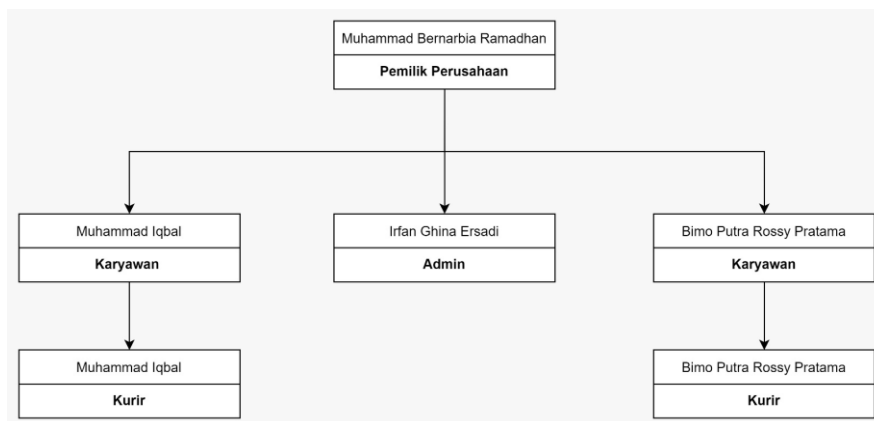 Muhammad Bernarbia Ramadhan
Pemilik Perusahaan
Muhammad Iqbal
Karyawan
Irfan Ghina Ersadi
Admin
Bimo Putra Rossy Pratama
Karyawan
Muhammad Iqbal
Kurir
Bimo Putra Rossy Pratama
Kurir